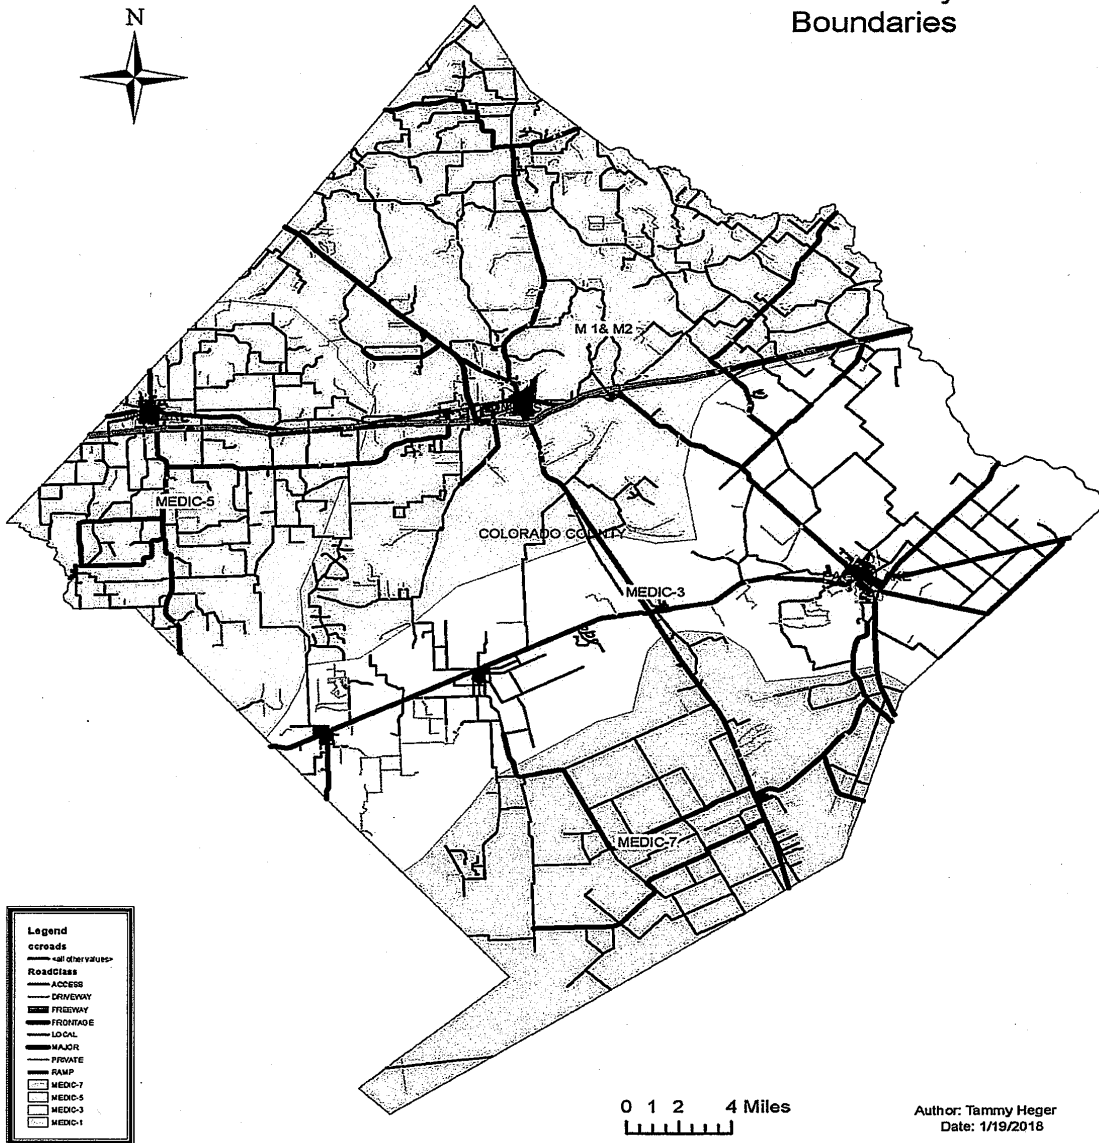 Boundaries
N
M 1& M2
MEDIC-5
COLORADO COUNTY
MEDIC-3
MEDIC-7
Legend
ccroads
<all other values>
RoadClass
ACCESS
DRIVEWAY
FREEWAY
FRONTAGE
LOCAL
MAJOR
PRIVATE
RAMP
MEDIC-7
MEDIC-5
MEDIC-3
MEDIC-1
0 1 2 4 Miles
Author: Tammy Heger
Date: 1/19/2018